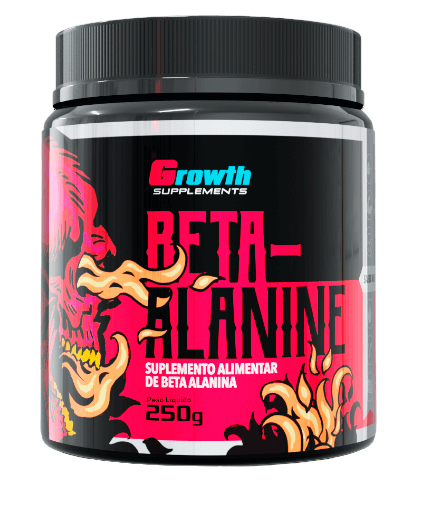 Growth
SUPPLEMENTS
BETA-
ALANINE
SUPLEMENTO ALIMENTAR
DE BETA ALANINA
Peso Líquido
250g